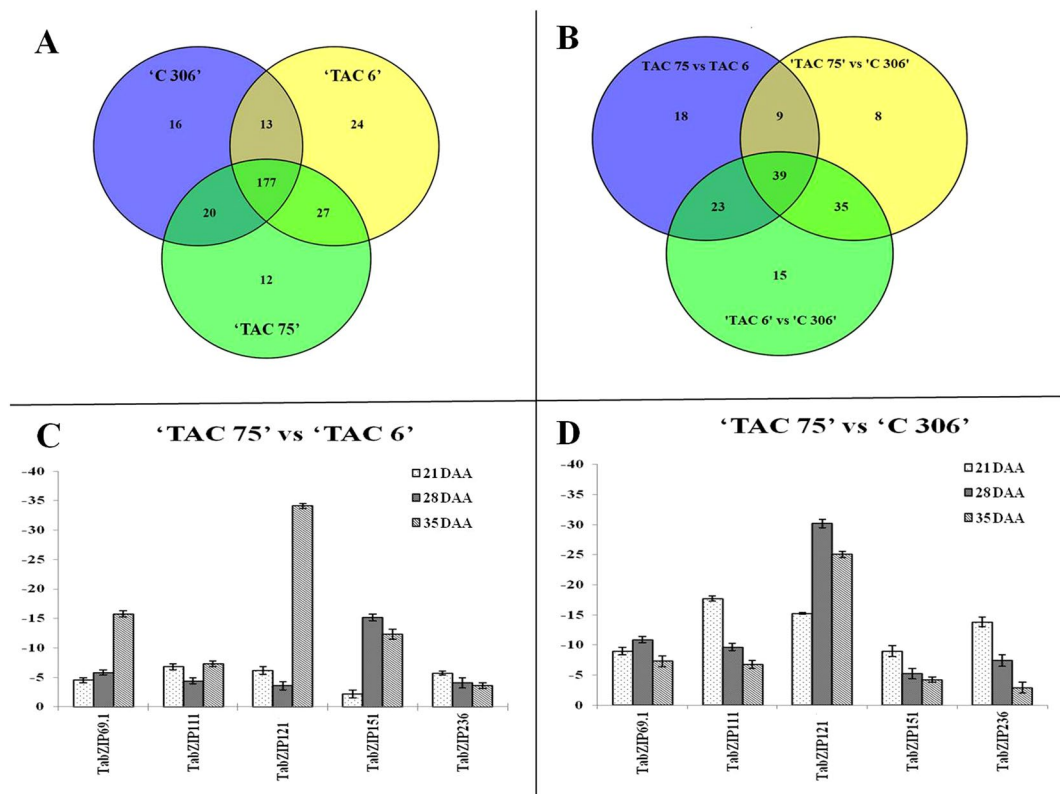 A
‘C 306’
‘TAC 6’
16
13
24
177
20
27
12
‘TAC 75’
B
TAC 75 vs TAC 6
'TAC 75' vs 'C 306'
18
9
8
39
23
35
15
'TAC 6' vs 'C 306'
C
‘TAC 75’ vs ‘TAC 6’
-40
-35
-30
-25
-20
-15
-10
-5
0
21DAA
28DAA
35DAA
TabZIP69.1
TabZIP111
TabZIP121
TabZIP151
TabZIP236
D
‘TAC 75’ vs ‘C 306’
-40
-35
-30
-25
-20
-15
-10
-5
0
21DAA
28DAA
35DAA
TabZIP69.1
TabZIP111
TabZIP121
TabZIP151
TabZIP236